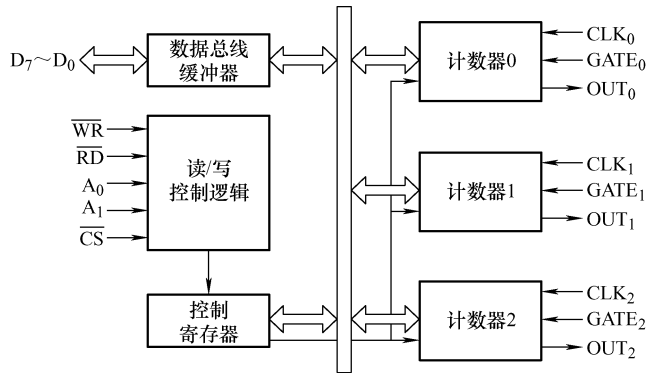 D₇～D₀
数据总线
缓冲器
W̅R̅
R̅D̅
A₀
A₁
C̅S̅
读/写
控制逻辑
控制
寄存器
计数器0
CLK₀
GATE₀
OUT₀
计数器1
CLK₁
GATE₁
OUT₁
计数器2
CLK₂
GATE₂
OUT₂